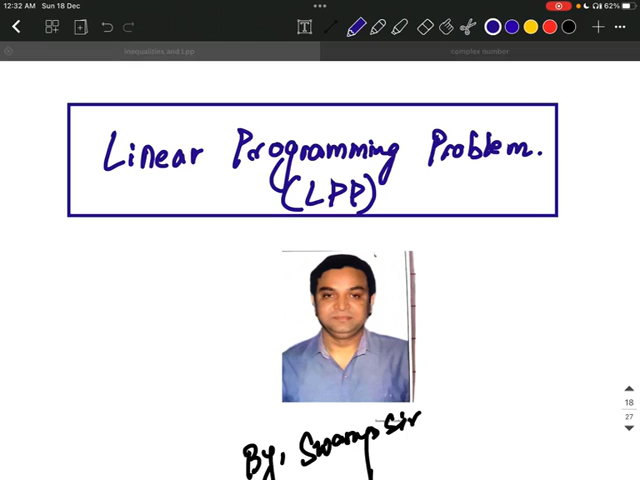 12:32 AM Sun 18 Dec
62%
inequalities and Lpp
complex number
Linear Programming Problem.
(LPP)
18
27
By, Swarup Sir